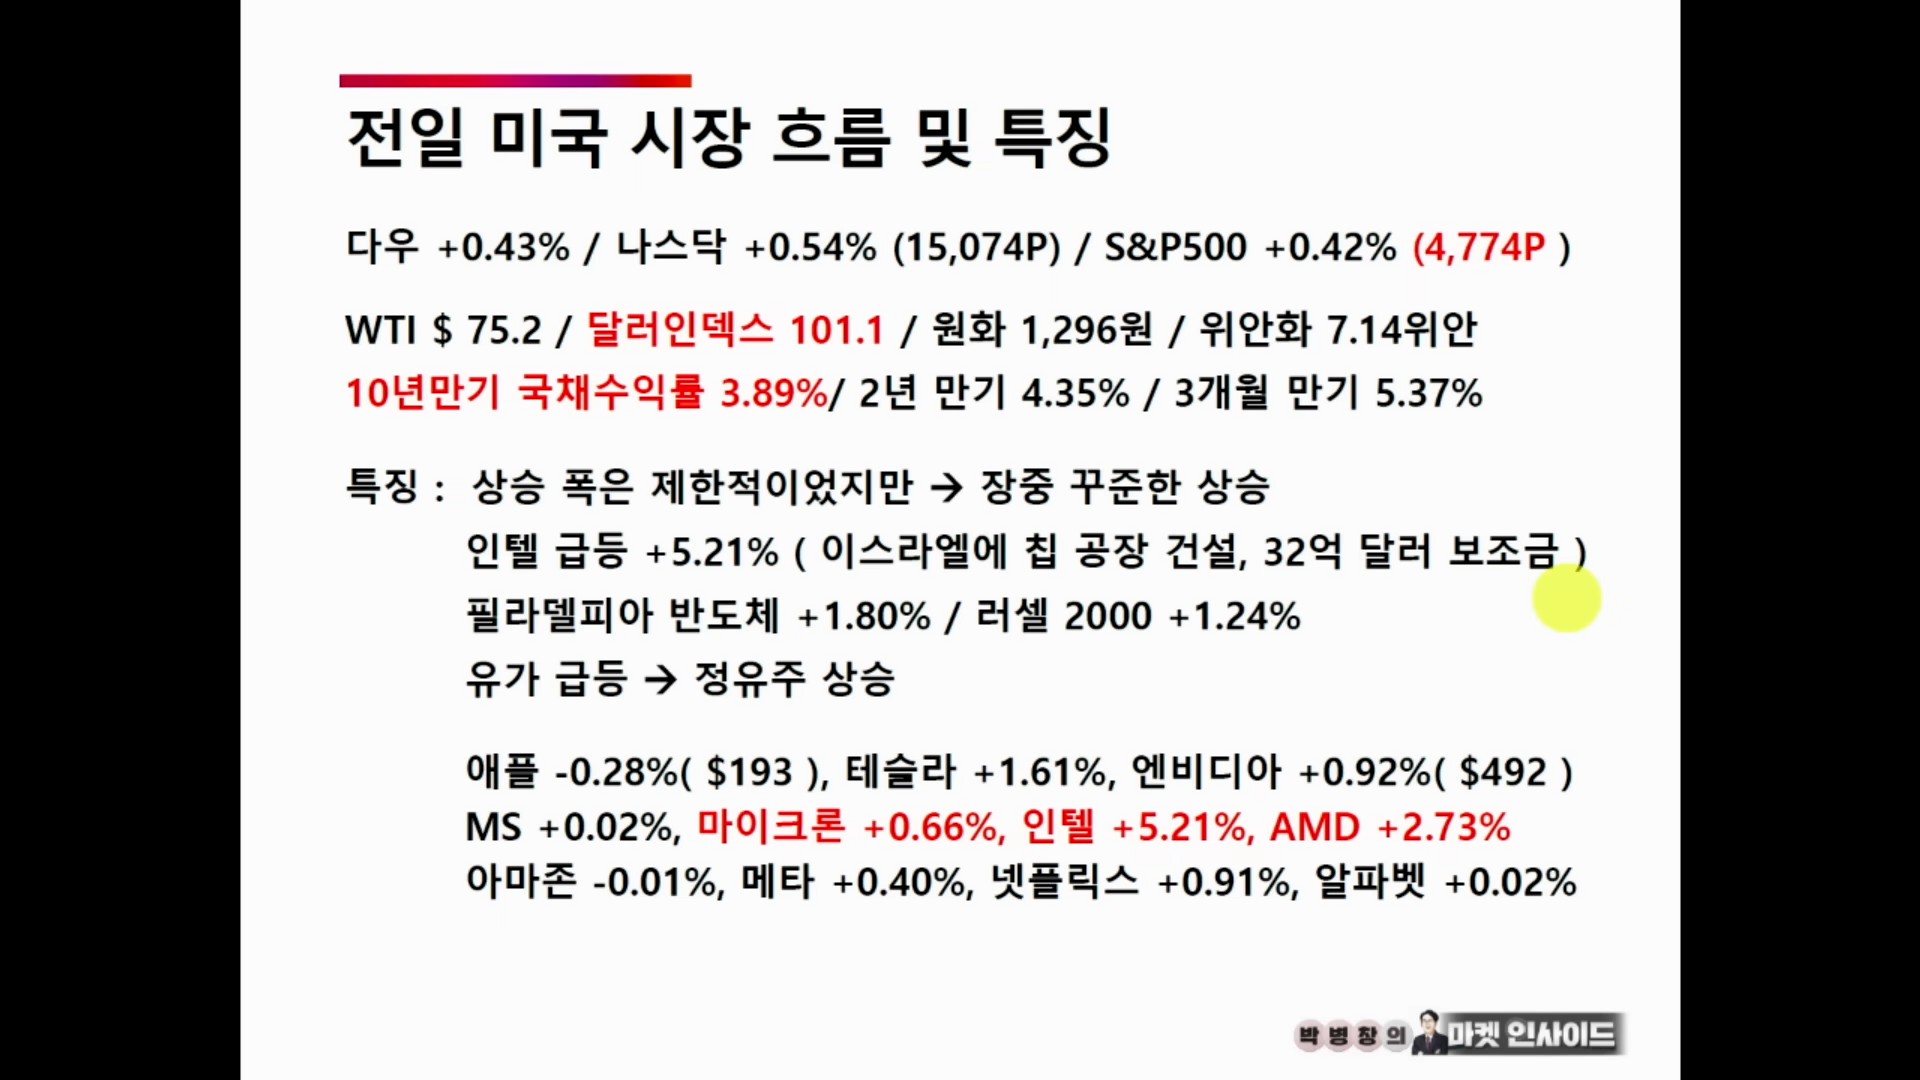 전일 미국 시장 흐름 및 특징
다우 +0.43% / 나스닥 +0.54% (15,074P) / S&P500 +0.42% (4,774P )
WTI $ 75.2 / 달러인덱스 101.1 / 원화 1,296원 / 위안화 7.14위안
10년만기 국채수익률 3.89%/ 2년 만기 4.35% / 3개월 만기 5.37%
특징 : 상승 폭은 제한적이었지만 → 장중 꾸준한 상승
인텔 급등 +5.21% ( 이스라엘에 칩 공장 건설, 32억 달러 보조금 )
필라델피아 반도체 +1.80% / 러셀 2000 +1.24%
유가 급등 → 정유주 상승
애플 -0.28%( $193 ), 테슬라 +1.61%, 엔비디아 +0.92%( $492 )
MS +0.02%, 마이크론 +0.66%, 인텔 +5.21%, AMD +2.73%
아마존 -0.01%, 메타 +0.40%, 넷플릭스 +0.91%, 알파벳 +0.02%
박병창의 마켓 인사이드